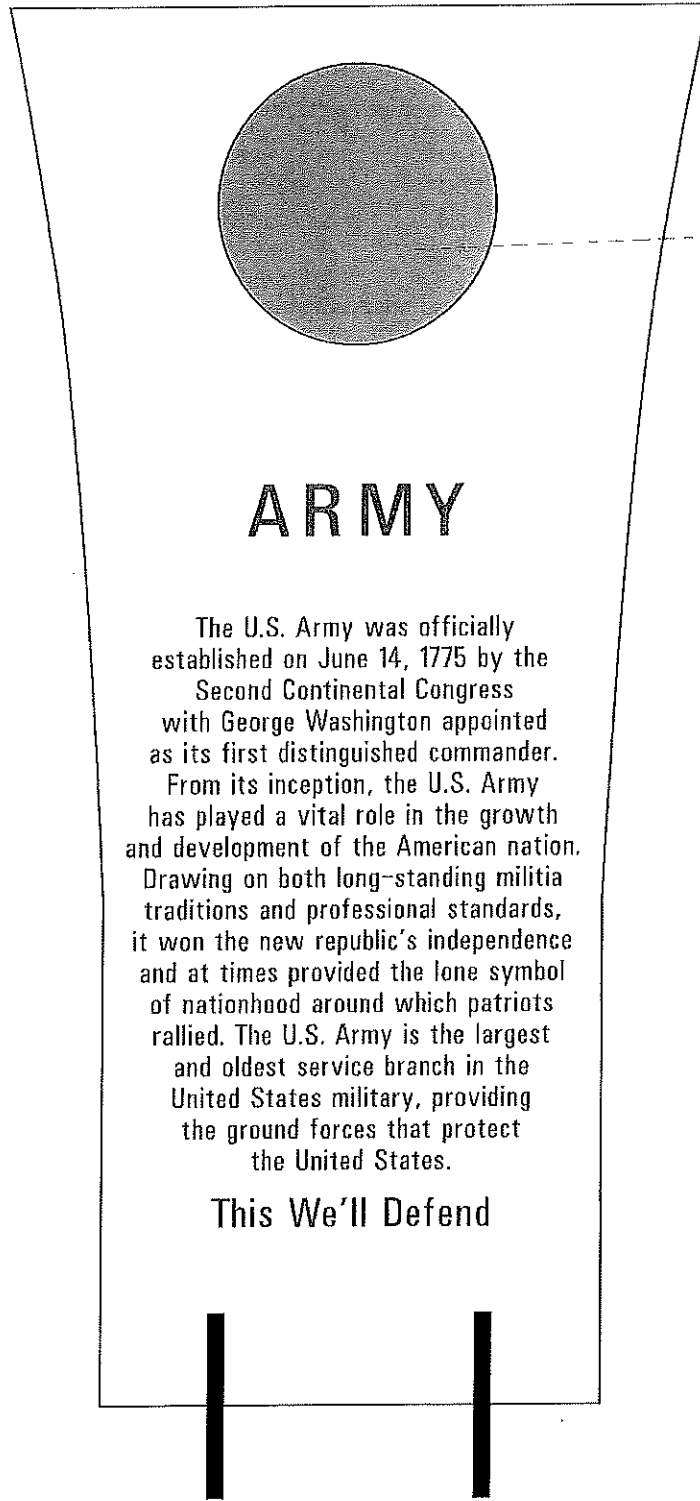 ARMY
The U.S. Army was officially
established on June 14, 1775 by the
Second Continental Congress
with George Washington appointed
as its first distinguished commander.
From its inception, the U.S. Army
has played a vital role in the growth
and development of the American nation.
Drawing on both long-standing militia
traditions and professional standards,
it won the new republic's independence
and at times provided the lone symbol
of nationhood around which patriots
rallied. The U.S. Army is the largest
and oldest service branch in the
United States military, providing
the ground forces that protect
the United States.
This We'll Defend